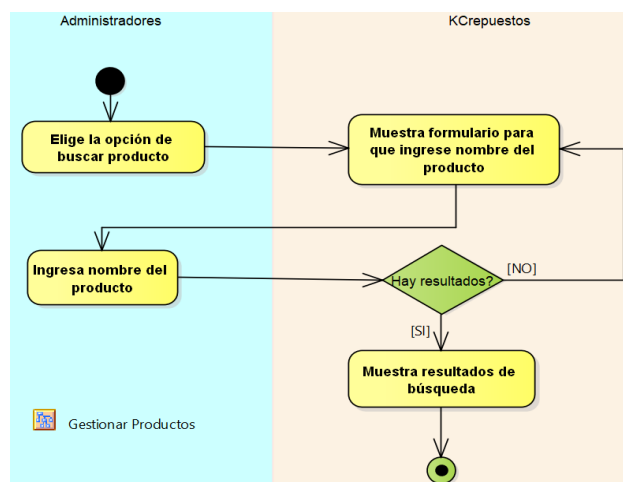 Administradores
KCrepuestos
Elige la opción de
buscar producto
Muestra formulario para
que ingrese nombre del
producto
Ingresa nombre del
producto
Hay resultados?
[NO]
[SI]
Muestra resultados de
búsqueda
Gestionar Productos